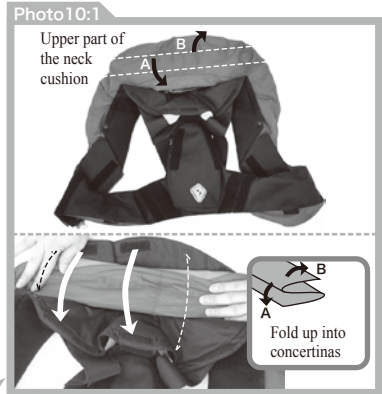 Photo10:1
Upper part of
the neck
cushion
B
A
B
A
Fold up into
concertinas